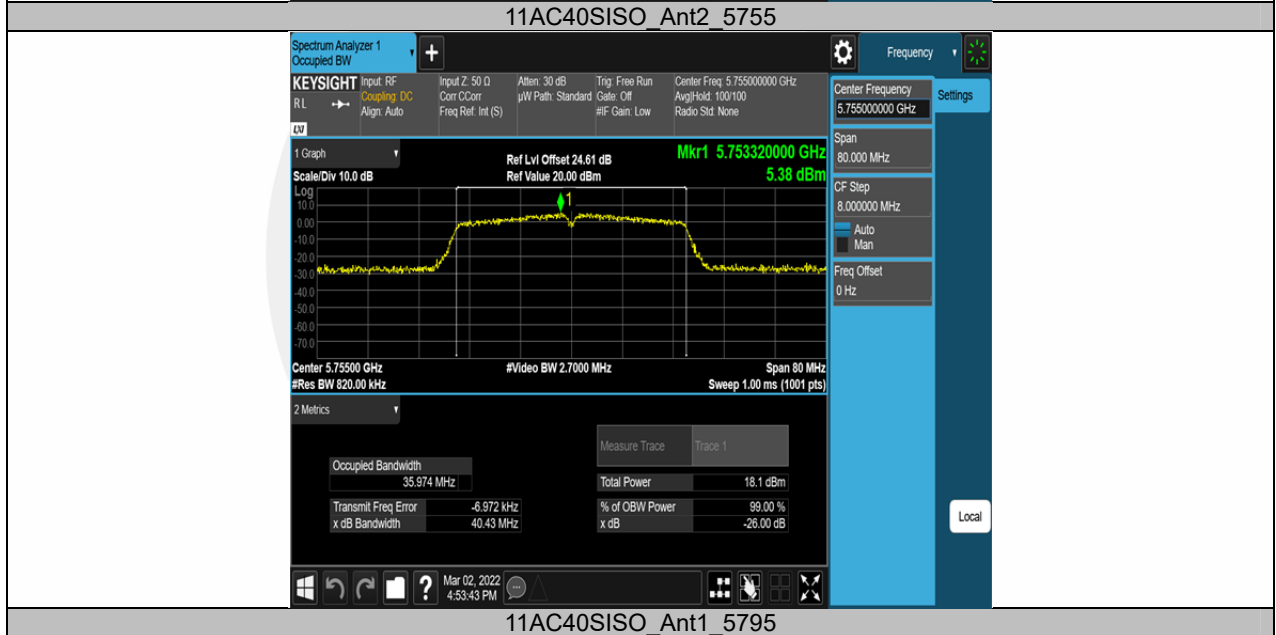 11AC40SISO_Ant2_5755
Spectrum Analyzer 1
Occupied BW
+
Frequency
KEYSIGHT
Input: RF
Input Z: 50 Ω
Atten: 30 dB
Trig: Free Run
Center Freq: 5.755000000 GHz
RL
Coupling: DC
Corr CCorr
µW Path: Standard
Gate: Off
Avg|Hold: 100/100
Align: Auto
Freq Ref: Int (S)
#IF Gain: Low
Radio Std: None
LXI
Center Frequency
5.755000000 GHz
Settings
Span
80.000 MHz
CF Step
8.000000 MHz
Auto
Man
Freq Offset
0 Hz
1 Graph
Ref Lvl Offset 24.61 dB
Mkr1 5.753320000 GHz
Scale/Div 10.0 dB
Ref Value 20.00 dBm
5.38 dBm
Log
1
10.0
0.00
-10.0
-20.0
-30.0
-40.0
-50.0
-60.0
-70.0
Center 5.75500 GHz
#Video BW 2.7000 MHz
Span 80 MHz
#Res BW 820.00 kHz
Sweep 1.00 ms (1001 pts)
2 Metrics
Measure Trace
Trace 1
Occupied Bandwidth
35.974 MHz
Total Power
18.1 dBm
Transmit Freq Error
-6.972 kHz
% of OBW Power
99.00 %
x dB Bandwidth
40.43 MHz
x dB
-26.00 dB
Local
?
Mar 02, 2022
4:53:43 PM
11AC40SISO_Ant1_5795